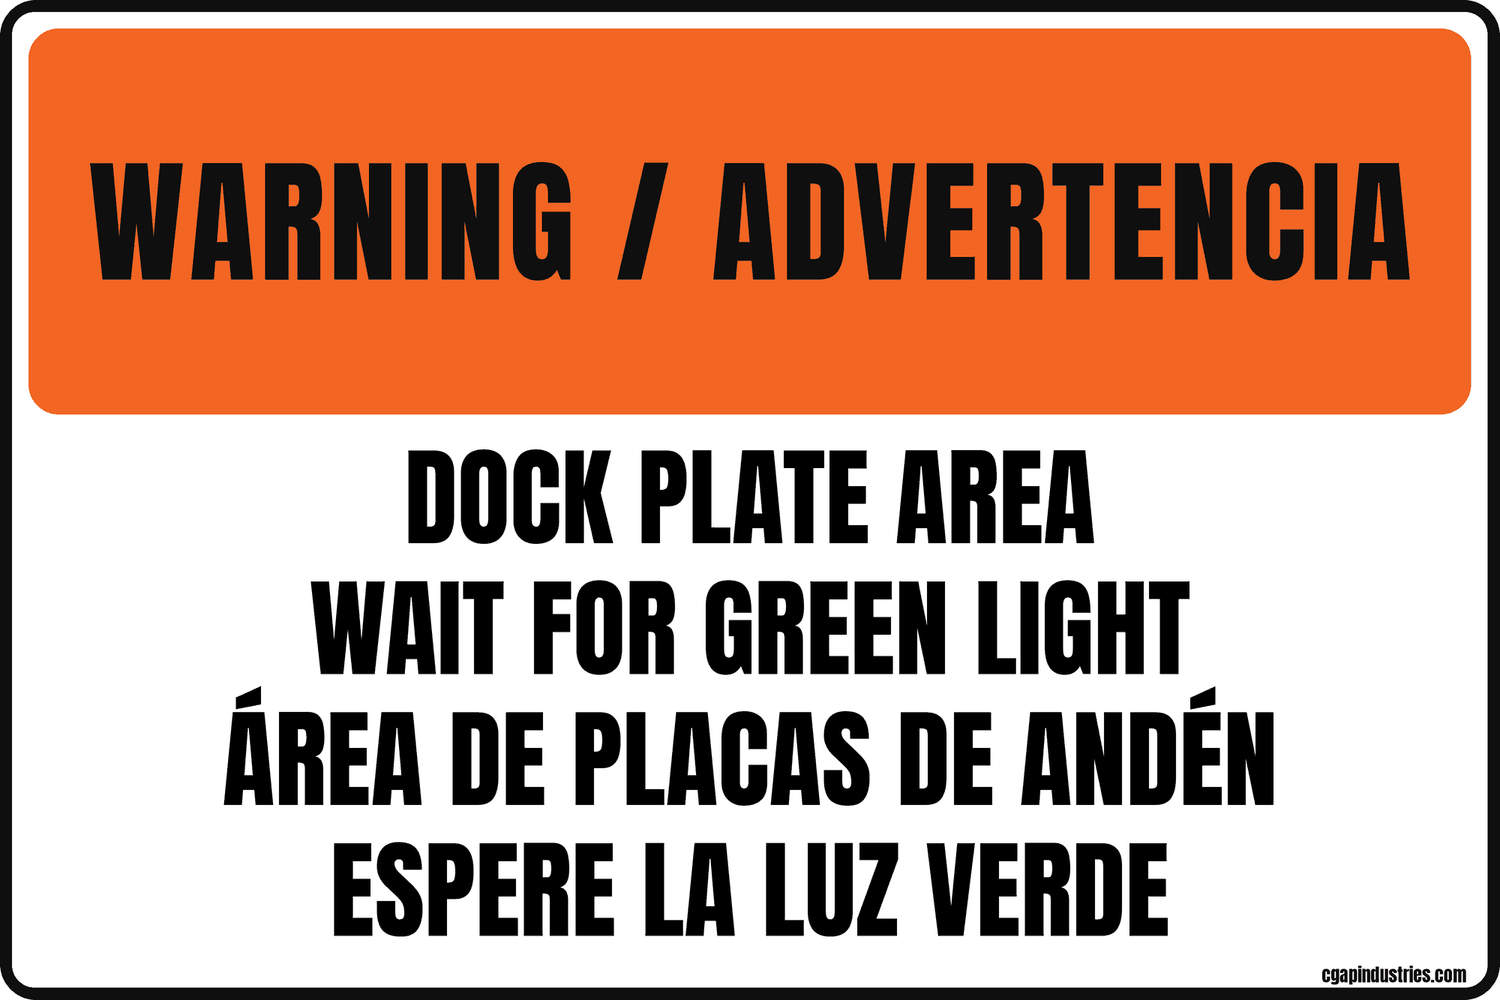 WARNING / ADVERTENCIA
DOCK PLATE AREA
WAIT FOR GREEN LIGHT
ÁREA DE PLACAS DE ANDÉN
ESPERE LA LUZ VERDE
cgapindustries.com